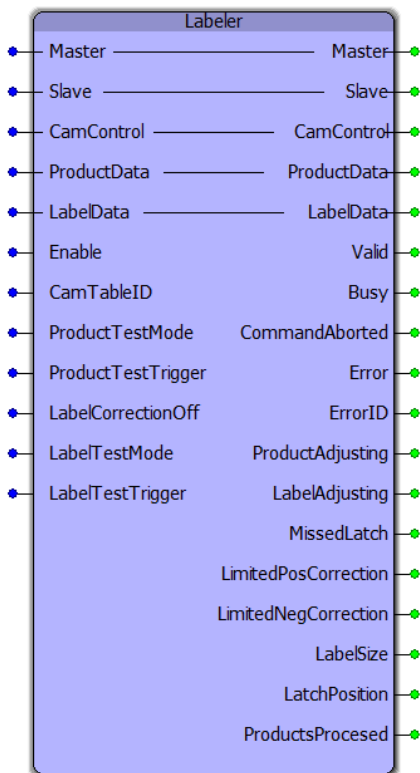 Labeler
Master Master
Slave Slave
CamControl CamControl
ProductData ProductData
LabelData LabelData
Enable Valid
CamTableID Busy
ProductTestMode CommandAborted
ProductTestTrigger Error
LabelCorrectionOff ErrorID
LabelTestMode ProductAdjusting
LabelTestTrigger LabelAdjusting
MissedLatch
LimitedPosCorrection
LimitedNegCorrection
LabelSize
LatchPosition
ProductsProcesed